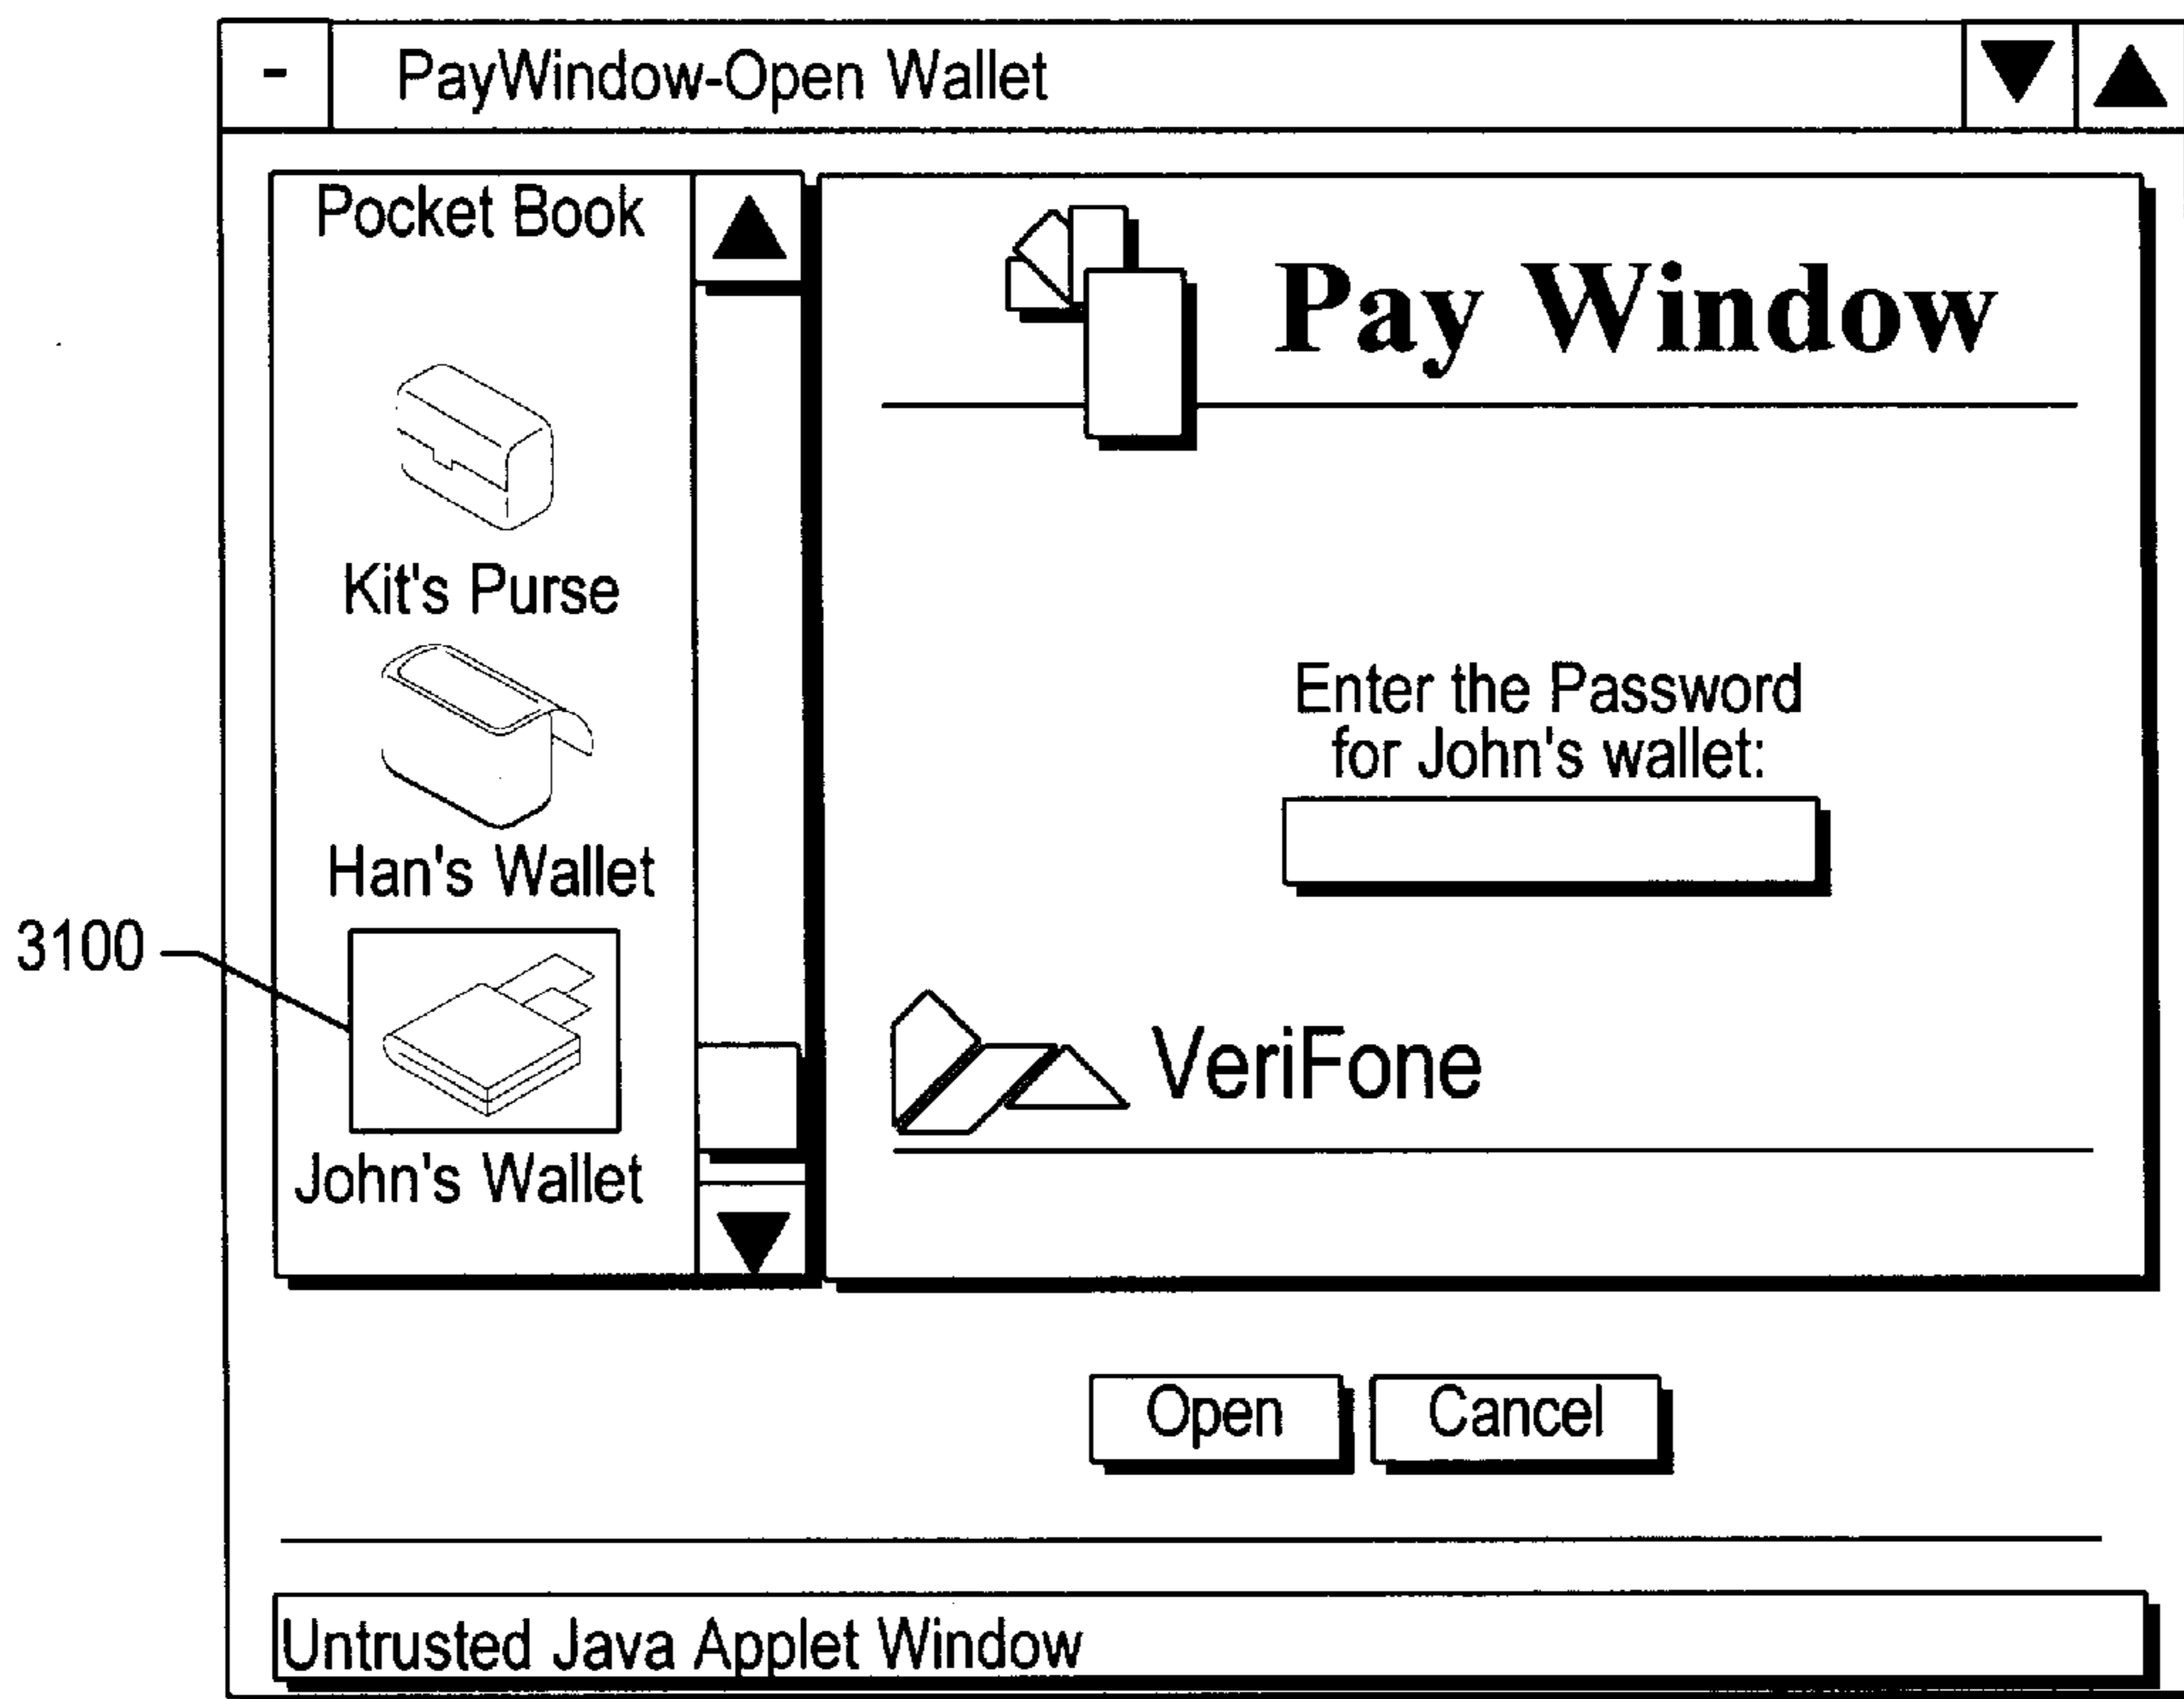 PayWindow-Open Wallet
Pocket Book
Kit's Purse
Han's Wallet
3100
John's Wallet
Pay Window
Enter the Password
for John's wallet:
VeriFone
Open
Cancel
Untrusted Java Applet Window